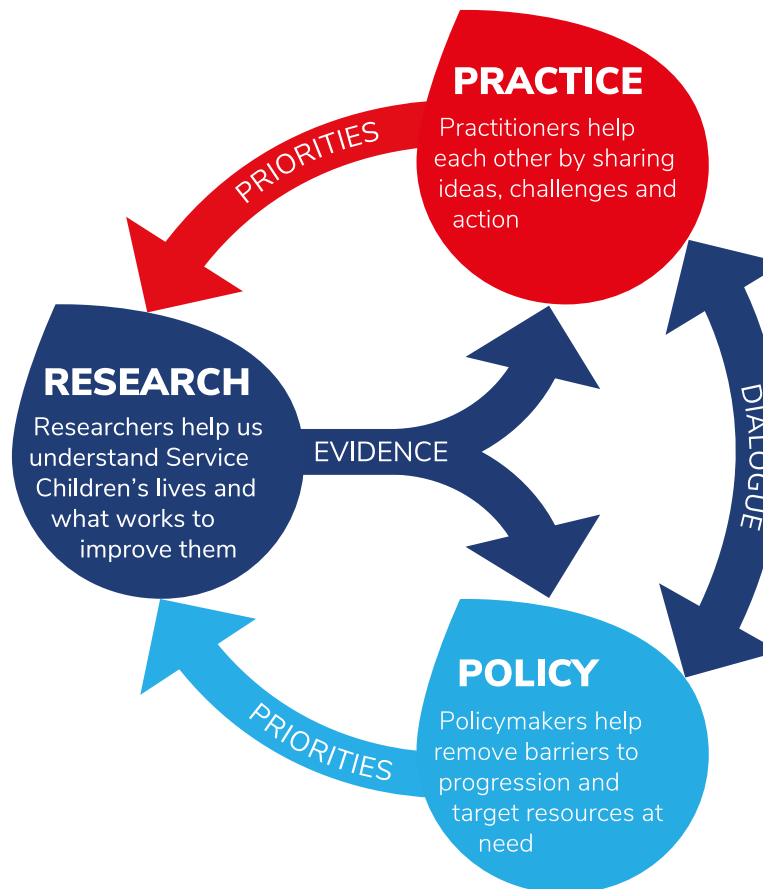 PRACTICE
Practitioners help
each other by sharing
ideas, challenges and
action
PRIORITIES
RESEARCH
Researchers help us
understand Service
Children’s lives and
what works to
improve them
EVIDENCE
DIALOGUE
POLICY
Policymakers help
remove barriers to
progression and
target resources at
need
PRIORITIES